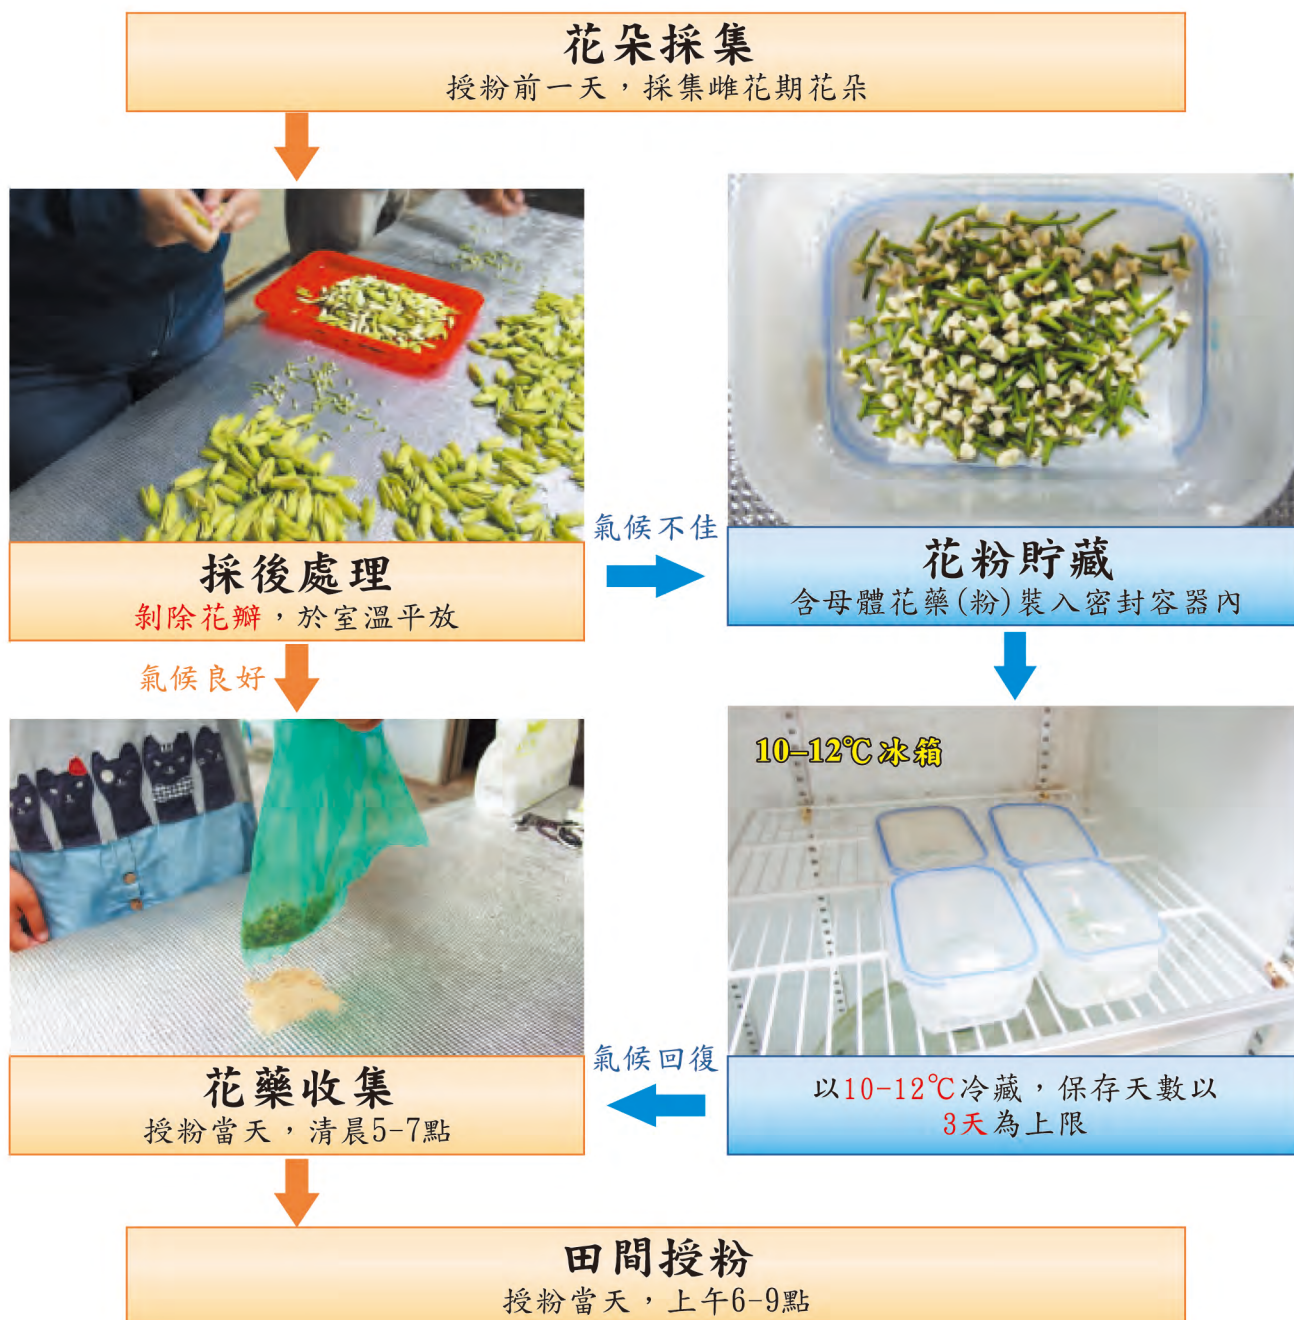 花朵採集
授粉前一天，採集雌花期花朵
氣候不佳
採後處理
剝除花瓣，於室溫平放
花粉貯藏
含母體花藥(粉)裝入密封容器內
氣候良好
10–12℃冰箱
氣候回復
花藥收集
授粉當天，清晨5-7點
以10-12℃冷藏，保存天數以
3天為上限
田間授粉
授粉當天，上午6-9點